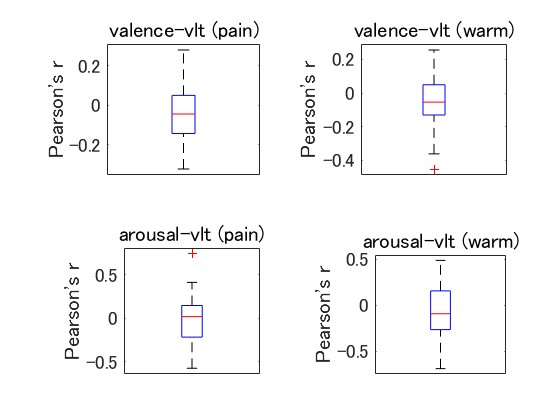 valence-vlt (pain)
Pearson's r
0.2
0
-0.2
valence-vlt (warm)
Pearson's r
0.2
0
-0.2
-0.4
arousal-vlt (pain)
Pearson's r
0.5
0
-0.5
arousal-vlt (warm)
Pearson's r
0.5
0
-0.5